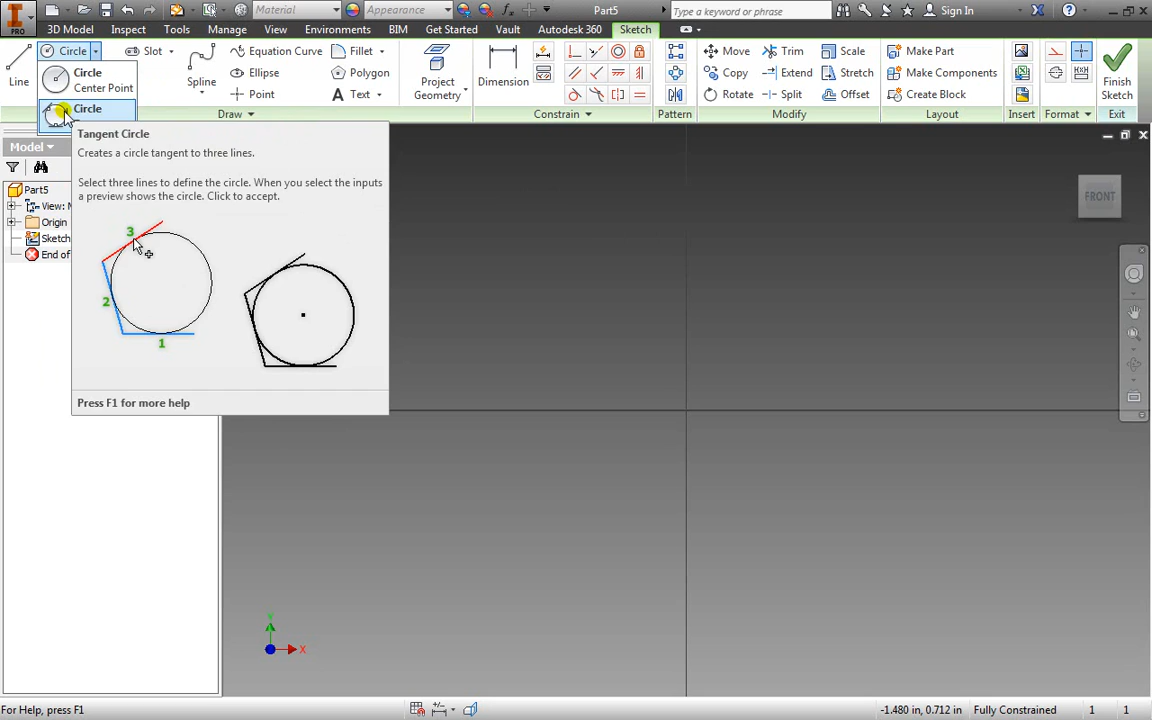 Material
Appearance
Part5
Type a keyword or phrase
Sign In
PRO
3D Model
Inspect
Tools
Manage
View
Environments
BIM
Get Started
Vault
Autodesk 360
Sketch
Line
Circle
Slot
Spline
Equation Curve
Ellipse
Point
Fillet
Polygon
Text
Project
Geometry
Dimension
Move
Copy
Rotate
Trim
Extend
Split
Scale
Stretch
Offset
Make Part
Make Components
Create Block
Finish
Sketch
Draw
Constrain
Pattern
Modify
Layout
Insert
Format
Exit
Circle
Center Point
Circle
Tangent Circle
Creates a circle tangent to three lines.
Select three lines to define the circle. When you select the inputs
a preview shows the circle. Click to accept.
3
2
1
Press F1 for more help
Model
Part5
View:
Origin
Sketch
End of
FRONT
Y
X
For Help, press F1
-1.480 in, 0.712 in
Fully Constrained
1
1